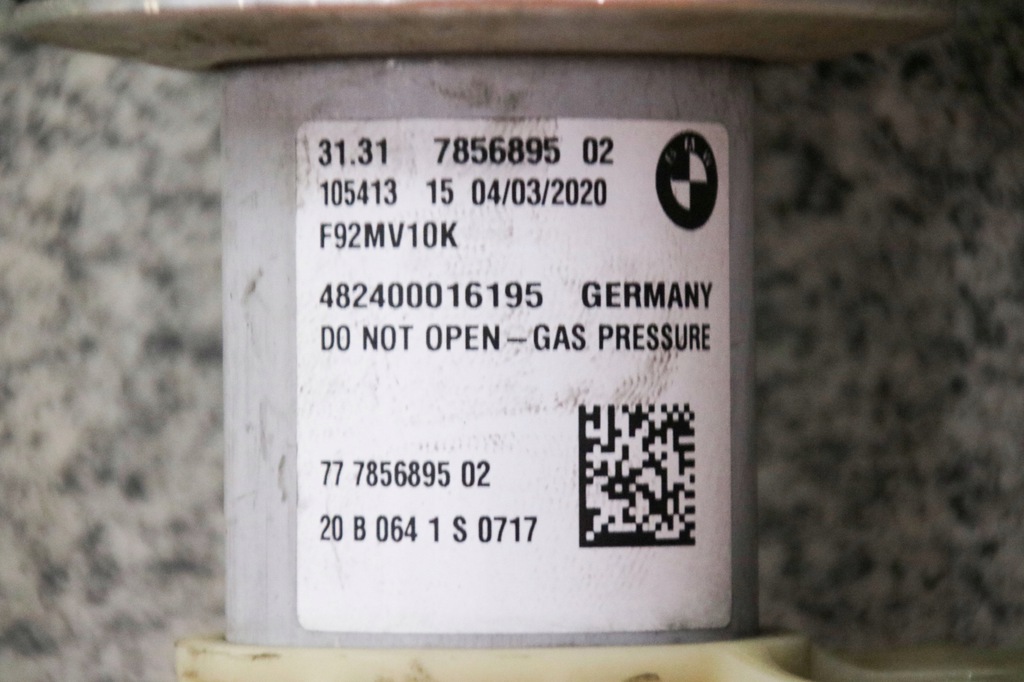 31.31 7856895 02
105413 15 04/03/2020
F92MV10K
482400016195 GERMANY
DO NOT OPEN – GAS PRESSURE
77 7856895 02
20 B 064 1 S 0717